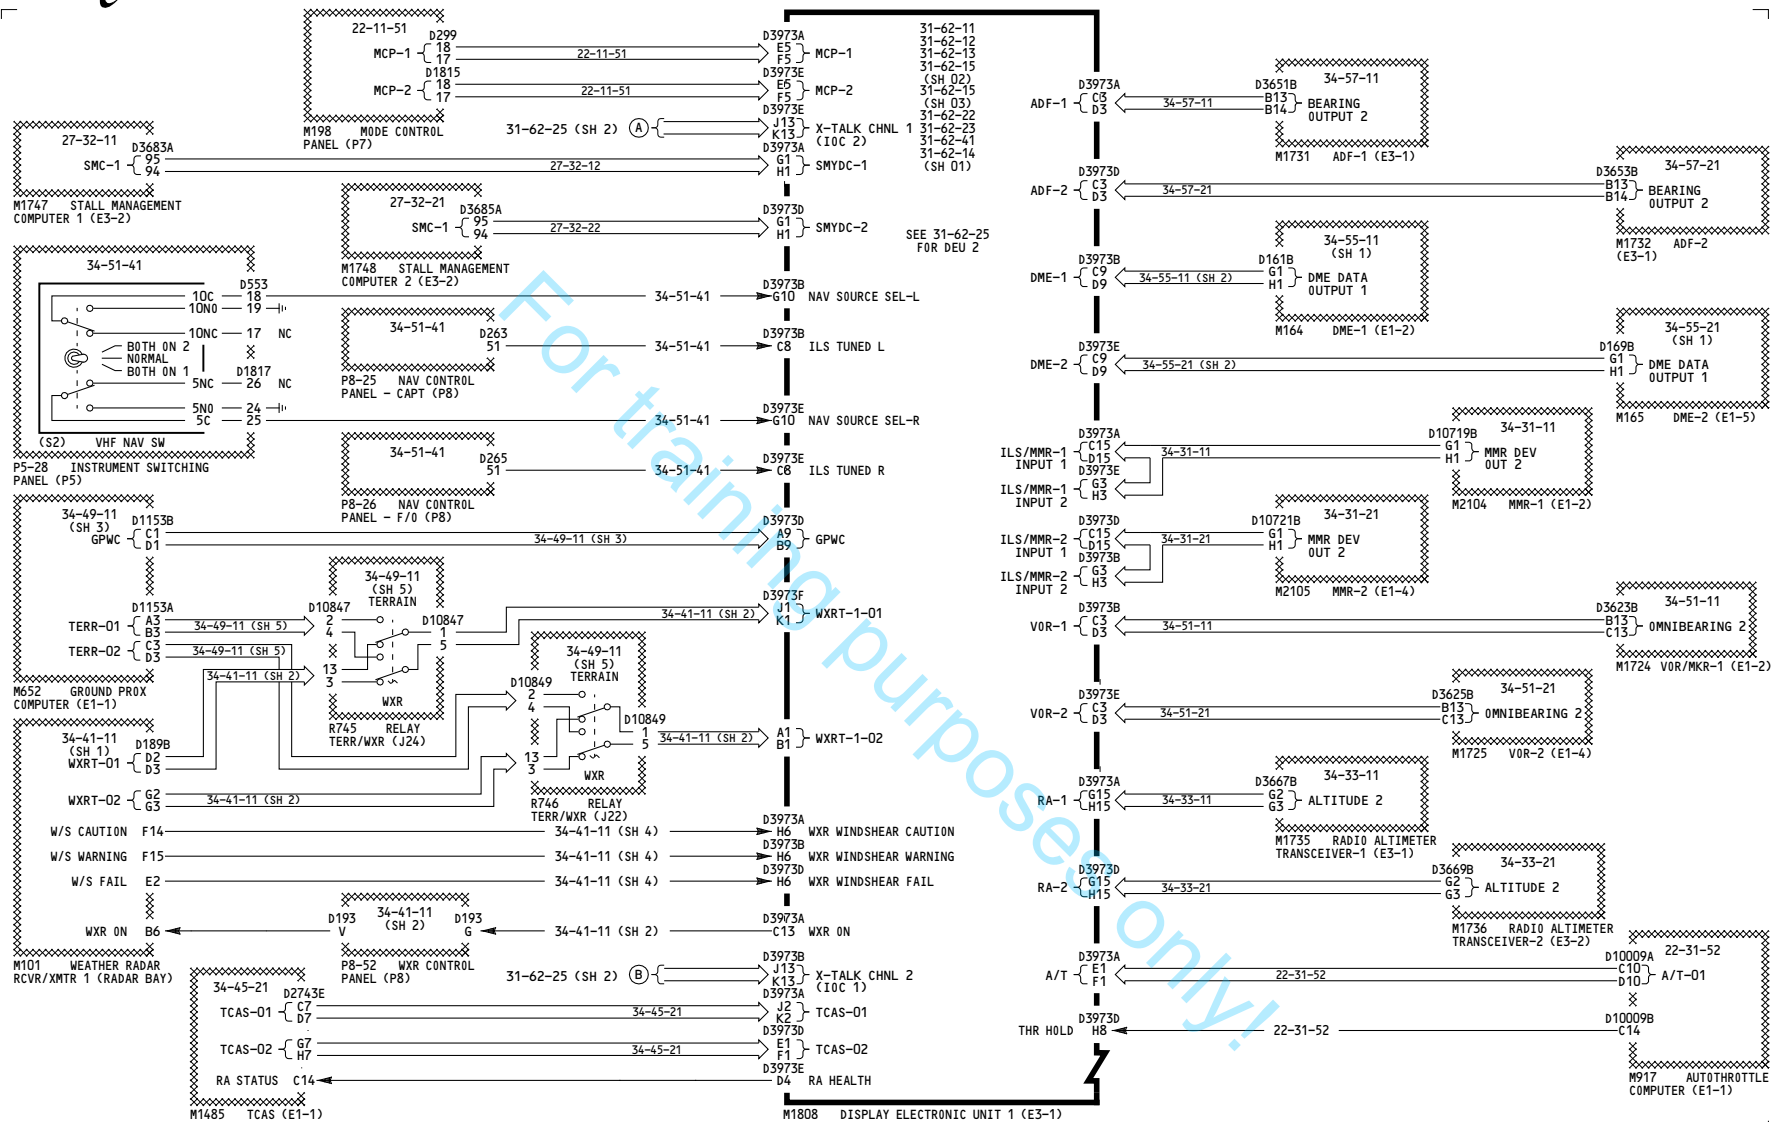 22-11-51
D299
MCP-1 18
17
22-11-51
D3973A
E5
F5 MCP-1
D1815
MCP-2 18
17
22-11-51
D3973E
E5
F5 MCP-2
M198 MODE CONTROL
PANEL (P7)
31-62-25 (SH 2) A
D3973E
J13
K13 X-TALK CHNL 1
(IOC 2)
27-32-11
D3683A
SMC-1 95
94
27-32-12
D3973A
G1
H1 SMYDC-1
M1747 STALL MANAGEMENT
COMPUTER 1 (E3-2)
27-32-21
D3685A
SMC-1 95
94
27-32-22
D3973D
G1
H1 SMYDC-2
M1748 STALL MANAGEMENT
COMPUTER 2 (E3-2)
34-51-41
D553
10C 18
10NO 19
10NC 17 NC
BOTH ON 2
NORMAL
BOTH ON 1
D1817
5NC 26 NC
5NO 24
5C 25
(S2) VHF NAV SW
P5-28 INSTRUMENT SWITCHING
PANEL (P5)
34-51-41
D3973B
G10 NAV SOURCE SEL-L
34-51-41
D263
51
34-51-41
D3973B
C8 ILS TUNED L
P8-25 NAV CONTROL
PANEL - CAPT (P8)
34-51-41
D3973E
G10 NAV SOURCE SEL-R
34-51-41
D265
51
34-51-41
D3973E
C8 ILS TUNED R
P8-26 NAV CONTROL
PANEL - F/O (P8)
34-49-11
(SH 3)
D1153B
GPWC C1
D1
34-49-11 (SH 3)
D3973D
A9
B9 GPWC
D1153A
TERR-01 A3
B3
34-49-11 (SH 5)
TERR-02 C3
D3
34-49-11 (SH 5)
34-41-11 (SH 2)
M652 GROUND PROX
COMPUTER (E1-1)
34-49-11
(SH 5)
TERRAIN
D10847
2
4
13
3
D10847
1
5
WXR
R745 RELAY
TERR/WXR (J24)
34-41-11 (SH 2)
D3973F
J1
K1 WXRT-1-01
34-49-11
(SH 5)
TERRAIN
D10849
2
4
13
3
D10849
1
5
WXR
R746 RELAY
TERR/WXR (J22)
34-41-11 (SH 2)
A1
B1 WXRT-1-02
34-41-11
(SH 1)
D189B
WXRT-01 D2
D3
WXRT-02 G2
G3
34-41-11 (SH 2)
W/S CAUTION F14
34-41-11 (SH 4)
D3973A
H6 WXR WINDSHEAR CAUTION
W/S WARNING F15
34-41-11 (SH 4)
D3973B
H6 WXR WINDSHEAR WARNING
W/S FAIL E2
34-41-11 (SH 4)
D3973D
H6 WXR WINDSHEAR FAIL
WXR ON B6
D193
V
34-41-11
(SH 2)
D193
G
34-41-11 (SH 2)
D3973A
C13 WXR ON
M101 WEATHER RADAR
RCVR/XMTR 1 (RADAR BAY)
P8-52 WXR CONTROL
PANEL (P8)
31-62-25 (SH 2) B
D3973B
J13
K13 X-TALK CHNL 2
(IOC 1)
34-45-21
D2743E
TCAS-01 C7
D7
34-45-21
D3973A
J2
K2 TCAS-01
TCAS-02 G7
H7
34-45-21
D3973D
E1
F1 TCAS-02
RA STATUS C14
D3973E
D4 RA HEALTH
M1485 TCAS (E1-1)
M1808 DISPLAY ELECTRONIC UNIT 1 (E3-1)
31-62-11
31-62-12
31-62-13
31-62-15
(SH 02)
31-62-15
(SH 03)
31-62-22
31-62-23
31-62-41
31-62-14
(SH 01)
SEE 31-62-25
FOR DEU 2
D3973A
ADF-1 C3
D3
34-57-11
D3651B
B13
B14
34-57-11
BEARING
OUTPUT 2
M1731 ADF-1 (E3-1)
D3973D
ADF-2 C3
D3
34-57-21
D3653B
B13
B14
34-57-21
BEARING
OUTPUT 2
M1732 ADF-2
(E3-1)
D3973B
DME-1 C9
D9
34-55-11 (SH 2)
D161B
G1
H1
34-55-11
(SH 1)
DME DATA
OUTPUT 1
M164 DME-1 (E1-2)
D3973E
DME-2 C9
D9
34-55-21 (SH 2)
D169B
G1
H1
34-55-21
(SH 1)
DME DATA
OUTPUT 1
M165 DME-2 (E1-5)
D3973A
ILS/MMR-1
INPUT 1
C15
D15
34-31-11
D3973E
ILS/MMR-1
INPUT 2
G3
H3
D10719B
G1
H1
34-31-11
MMR DEV
OUT 2
M2104 MMR-1 (E1-2)
D3973D
ILS/MMR-2
INPUT 1
C15
D15
34-31-21
D3973B
ILS/MMR-2
INPUT 2
G3
H3
D10721B
G1
H1
34-31-21
MMR DEV
OUT 2
M2105 MMR-2 (E1-4)
D3973B
VOR-1 C3
D3
34-51-11
D3623B
B13
C13
34-51-11
OMNIBEARING 2
M1724 VOR/MKR-1 (E1-2)
D3973E
VOR-2 C3
D3
34-51-21
D3625B
B13
C13
34-51-21
OMNIBEARING 2
M1725 VOR-2 (E1-4)
D3973A
RA-1 G15
H15
34-33-11
D3667B
G2
G3
34-33-11
ALTITUDE 2
M1735 RADIO ALTIMETER
TRANSCEIVER-1 (E3-1)
D3973D
RA-2 G15
H15
34-33-21
D3669B
G2
G3
34-33-21
ALTITUDE 2
M1736 RADIO ALTIMETER
TRANSCEIVER-2 (E3-2)
D3973A
A/T E1
F1
22-31-52
D10009A
C10
D10
22-31-52
A/T-01
D3973D
THR HOLD H8
22-31-52
D10009B
C14
M917 AUTOTHROTTLE
COMPUTER (E1-1)
For training purposes only!